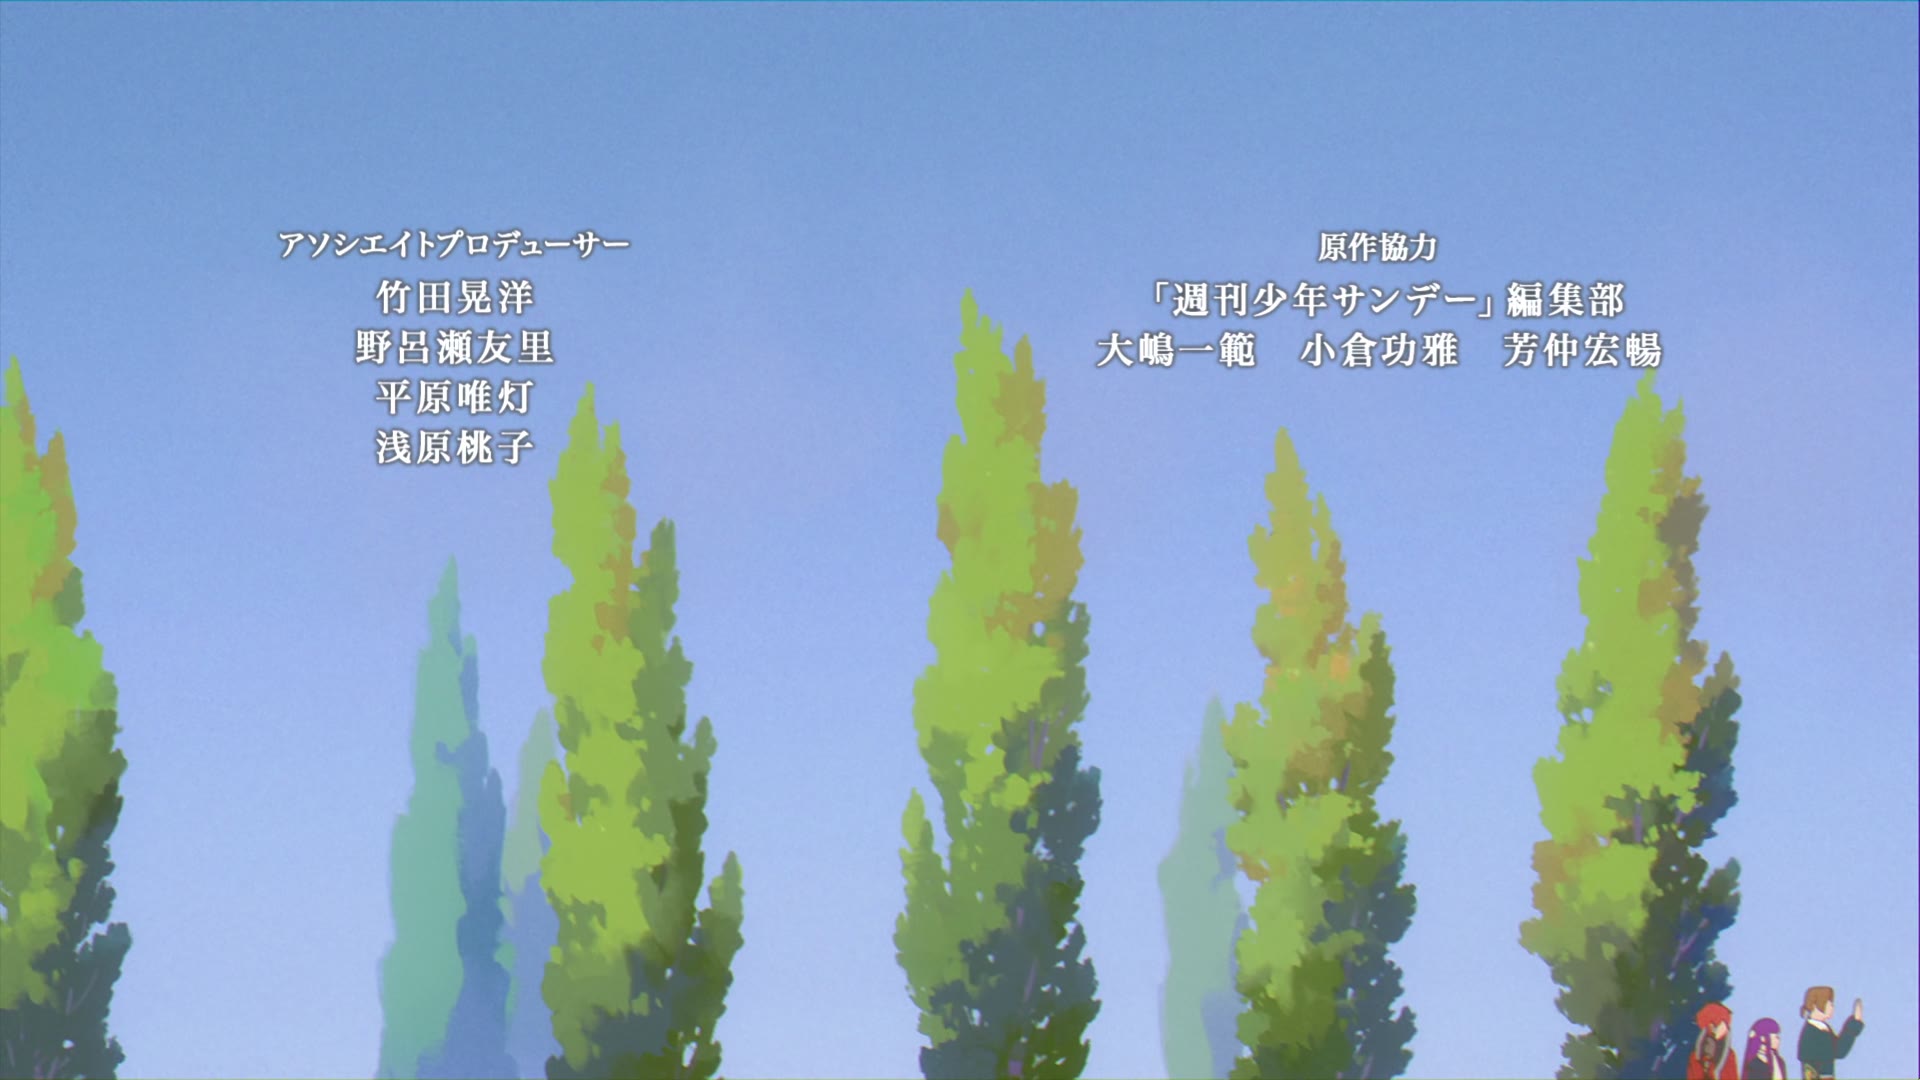 アソシエイトプロデューサー
竹田晃洋
野呂瀬友里
平原唯灯
浅原桃子
原作協力
「週刊少年サンデー」編集部
大嶋一範　小倉功雅　芳仲宏暢